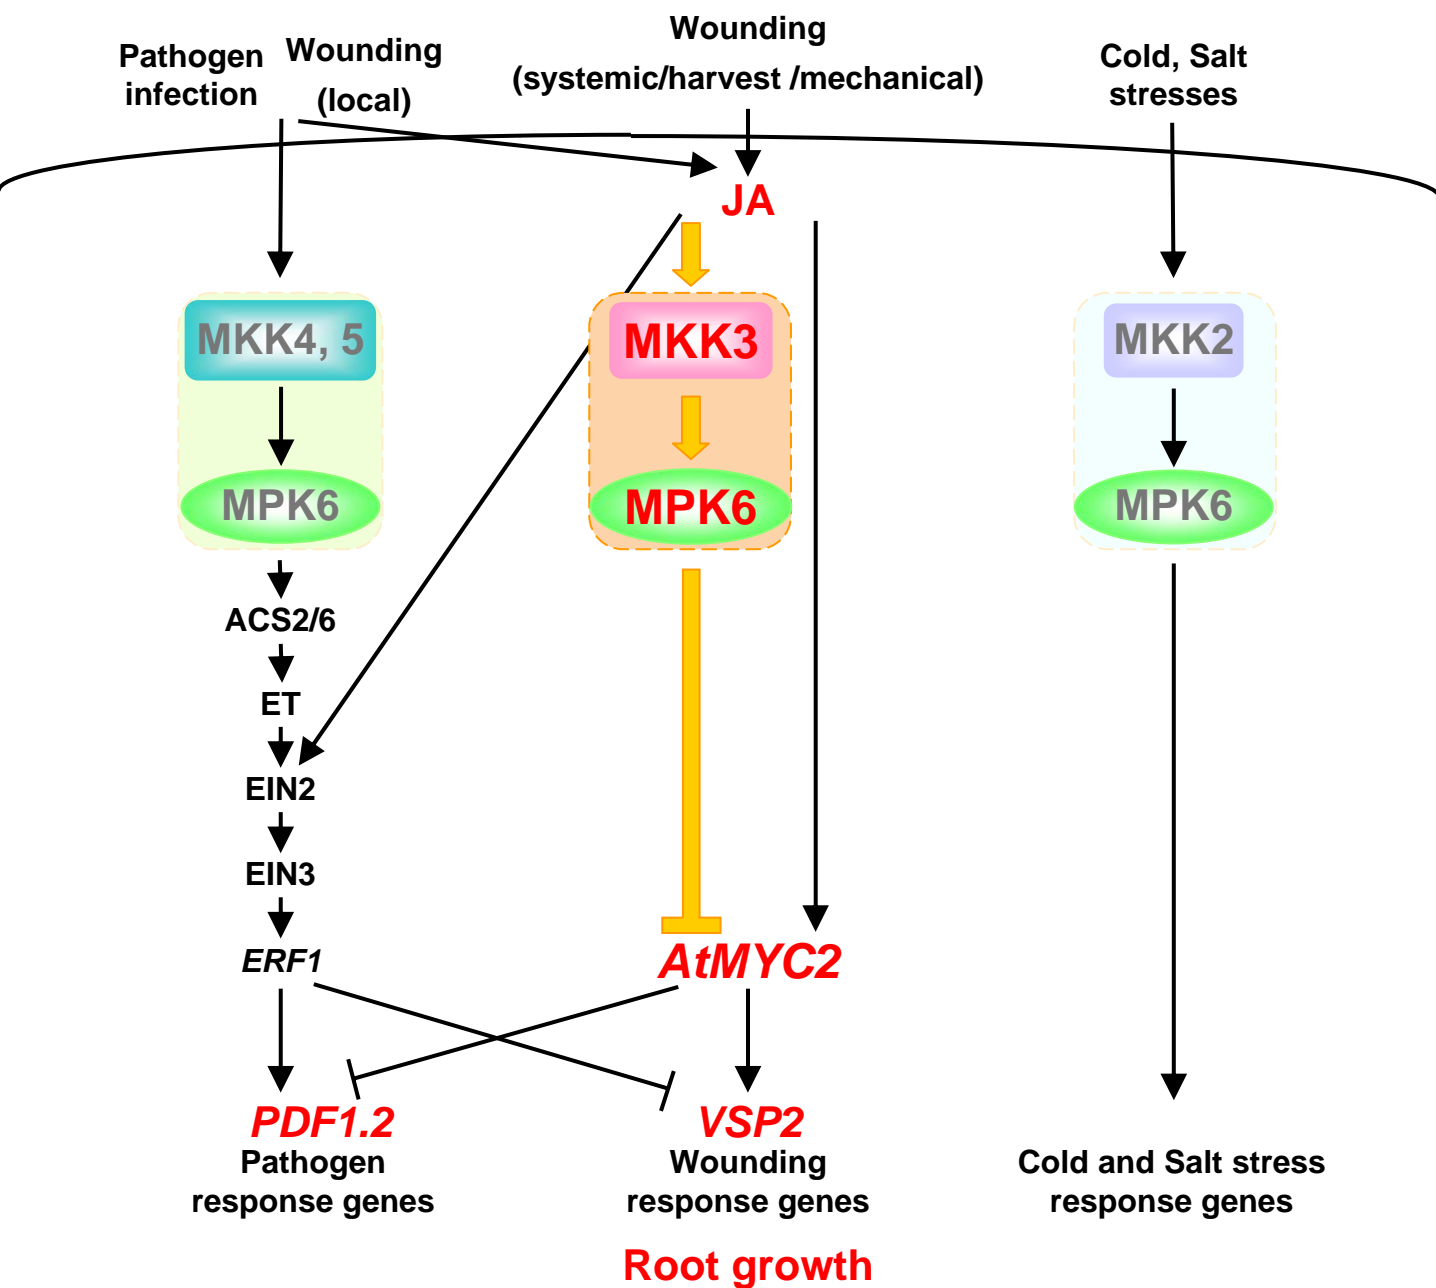 Pathogen
infection
Wounding
(local)
Wounding
(systemic/harvest /mechanical)
Cold, Salt
stresses
JA
MKK4, 5
MKK3
MKK2
MPK6
MPK6
MPK6
ACS2/6
ET
EIN2
EIN3
ERF1
AtMYC2
PDF1.2
Pathogen
response genes
VSP2
Wounding
response genes
Cold and Salt stress
response genes
Root growth